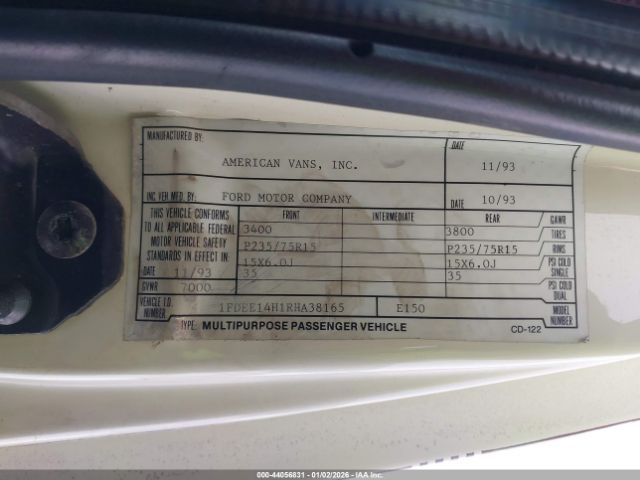 MANUFACTURED BY: DATE
AMERICAN VANS, INC. 11/93
INC VEH MFD. BY: FORD MOTOR COMPANY DATE 10/93
THIS VEHICLE CONFORMS TO ALL APPLICABLE FEDERAL MOTOR VEHICLE SAFETY STANDARDS IN EFFECT IN:
FRONT INTERMEDIATE REAR
3400 3800 GAWR
P235/75R15 P235/75R15 TIRES
15X6.0J 15X6.0J RIMS
35 35 PSI COLD SINGLE
PSI COLD DUAL
DATE 11/93
GVWR 7000
VEHICLE I.D. NUMBER 1FDEE14H1RHA38165 E150 MODEL NUMBER
TYPE: MULTIPURPOSE PASSENGER VEHICLE CD-122
000-44056831 - 01/02/2026 - IAA Inc.